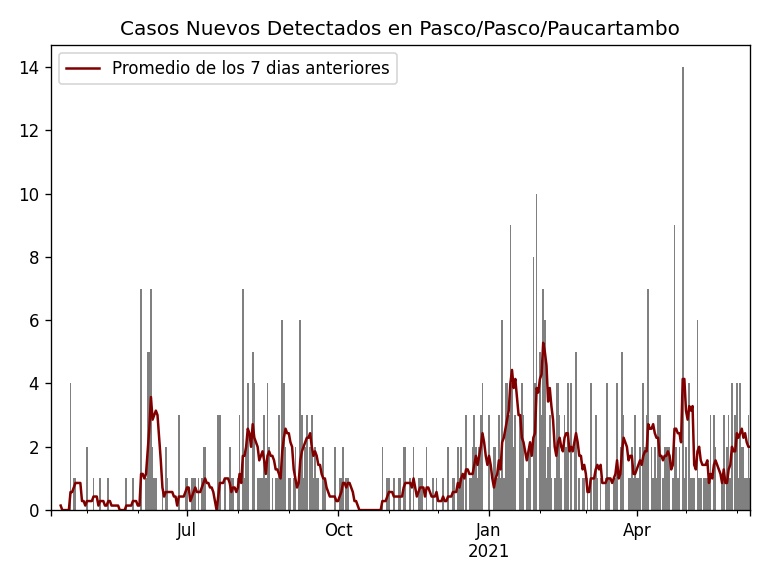 Casos Nuevos Detectados en Pasco/Pasco/Paucartambo
Promedio de los 7 dias anteriores
14
12
10
8
6
4
2
0
Jul
Oct
Jan
Apr
2021